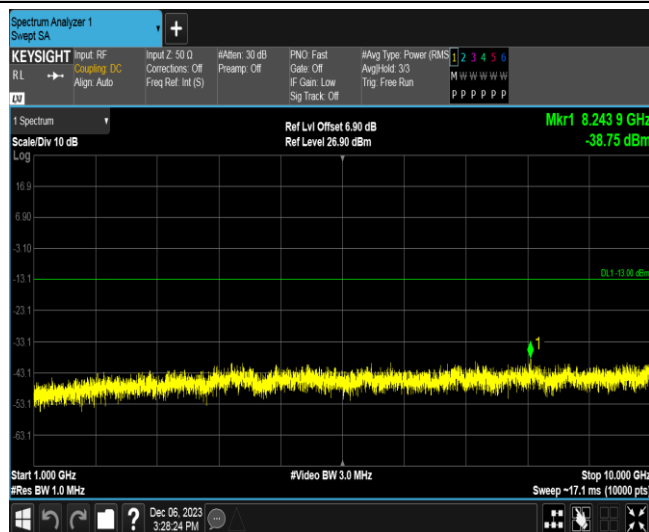 Spectrum Analyzer 1
Swept SA
KEYSIGHT
RL
LXI
Input: RF
Coupling: DC
Align: Auto
Input Z: 50 Ω
Corrections: Off
Freq Ref: Int (S)
#Atten: 30 dB
Preamp: Off
PNO: Fast
Gate: Off
IF Gain: Low
Sig Track: Off
#Avg Type: Power (RMS
Avg|Hold: 3/3
Trig: Free Run
1 2 3 4 5 6
M W W W W W
P P P P P P
1 Spectrum
Scale/Div 10 dB
Log
Ref Lvl Offset 6.90 dB
Ref Level 26.90 dBm
Mkr1 8.243 9 GHz
-38.75 dBm
16.9
6.90
-3.10
-13.1
DL1 -13.00 dBm
-23.1
-33.1
1
-43.1
-53.1
-63.1
Start 1.000 GHz
#Video BW 3.0 MHz
Stop 10.000 GHz
#Res BW 1.0 MHz
Sweep ~17.1 ms (10000 pts)
?
Dec 06, 2023
3:28:24 PM